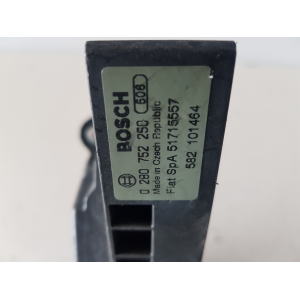 BOSCH 608
0 280 752 250
Made in Czech Republic
Fiat SpA 51715557
582 101464